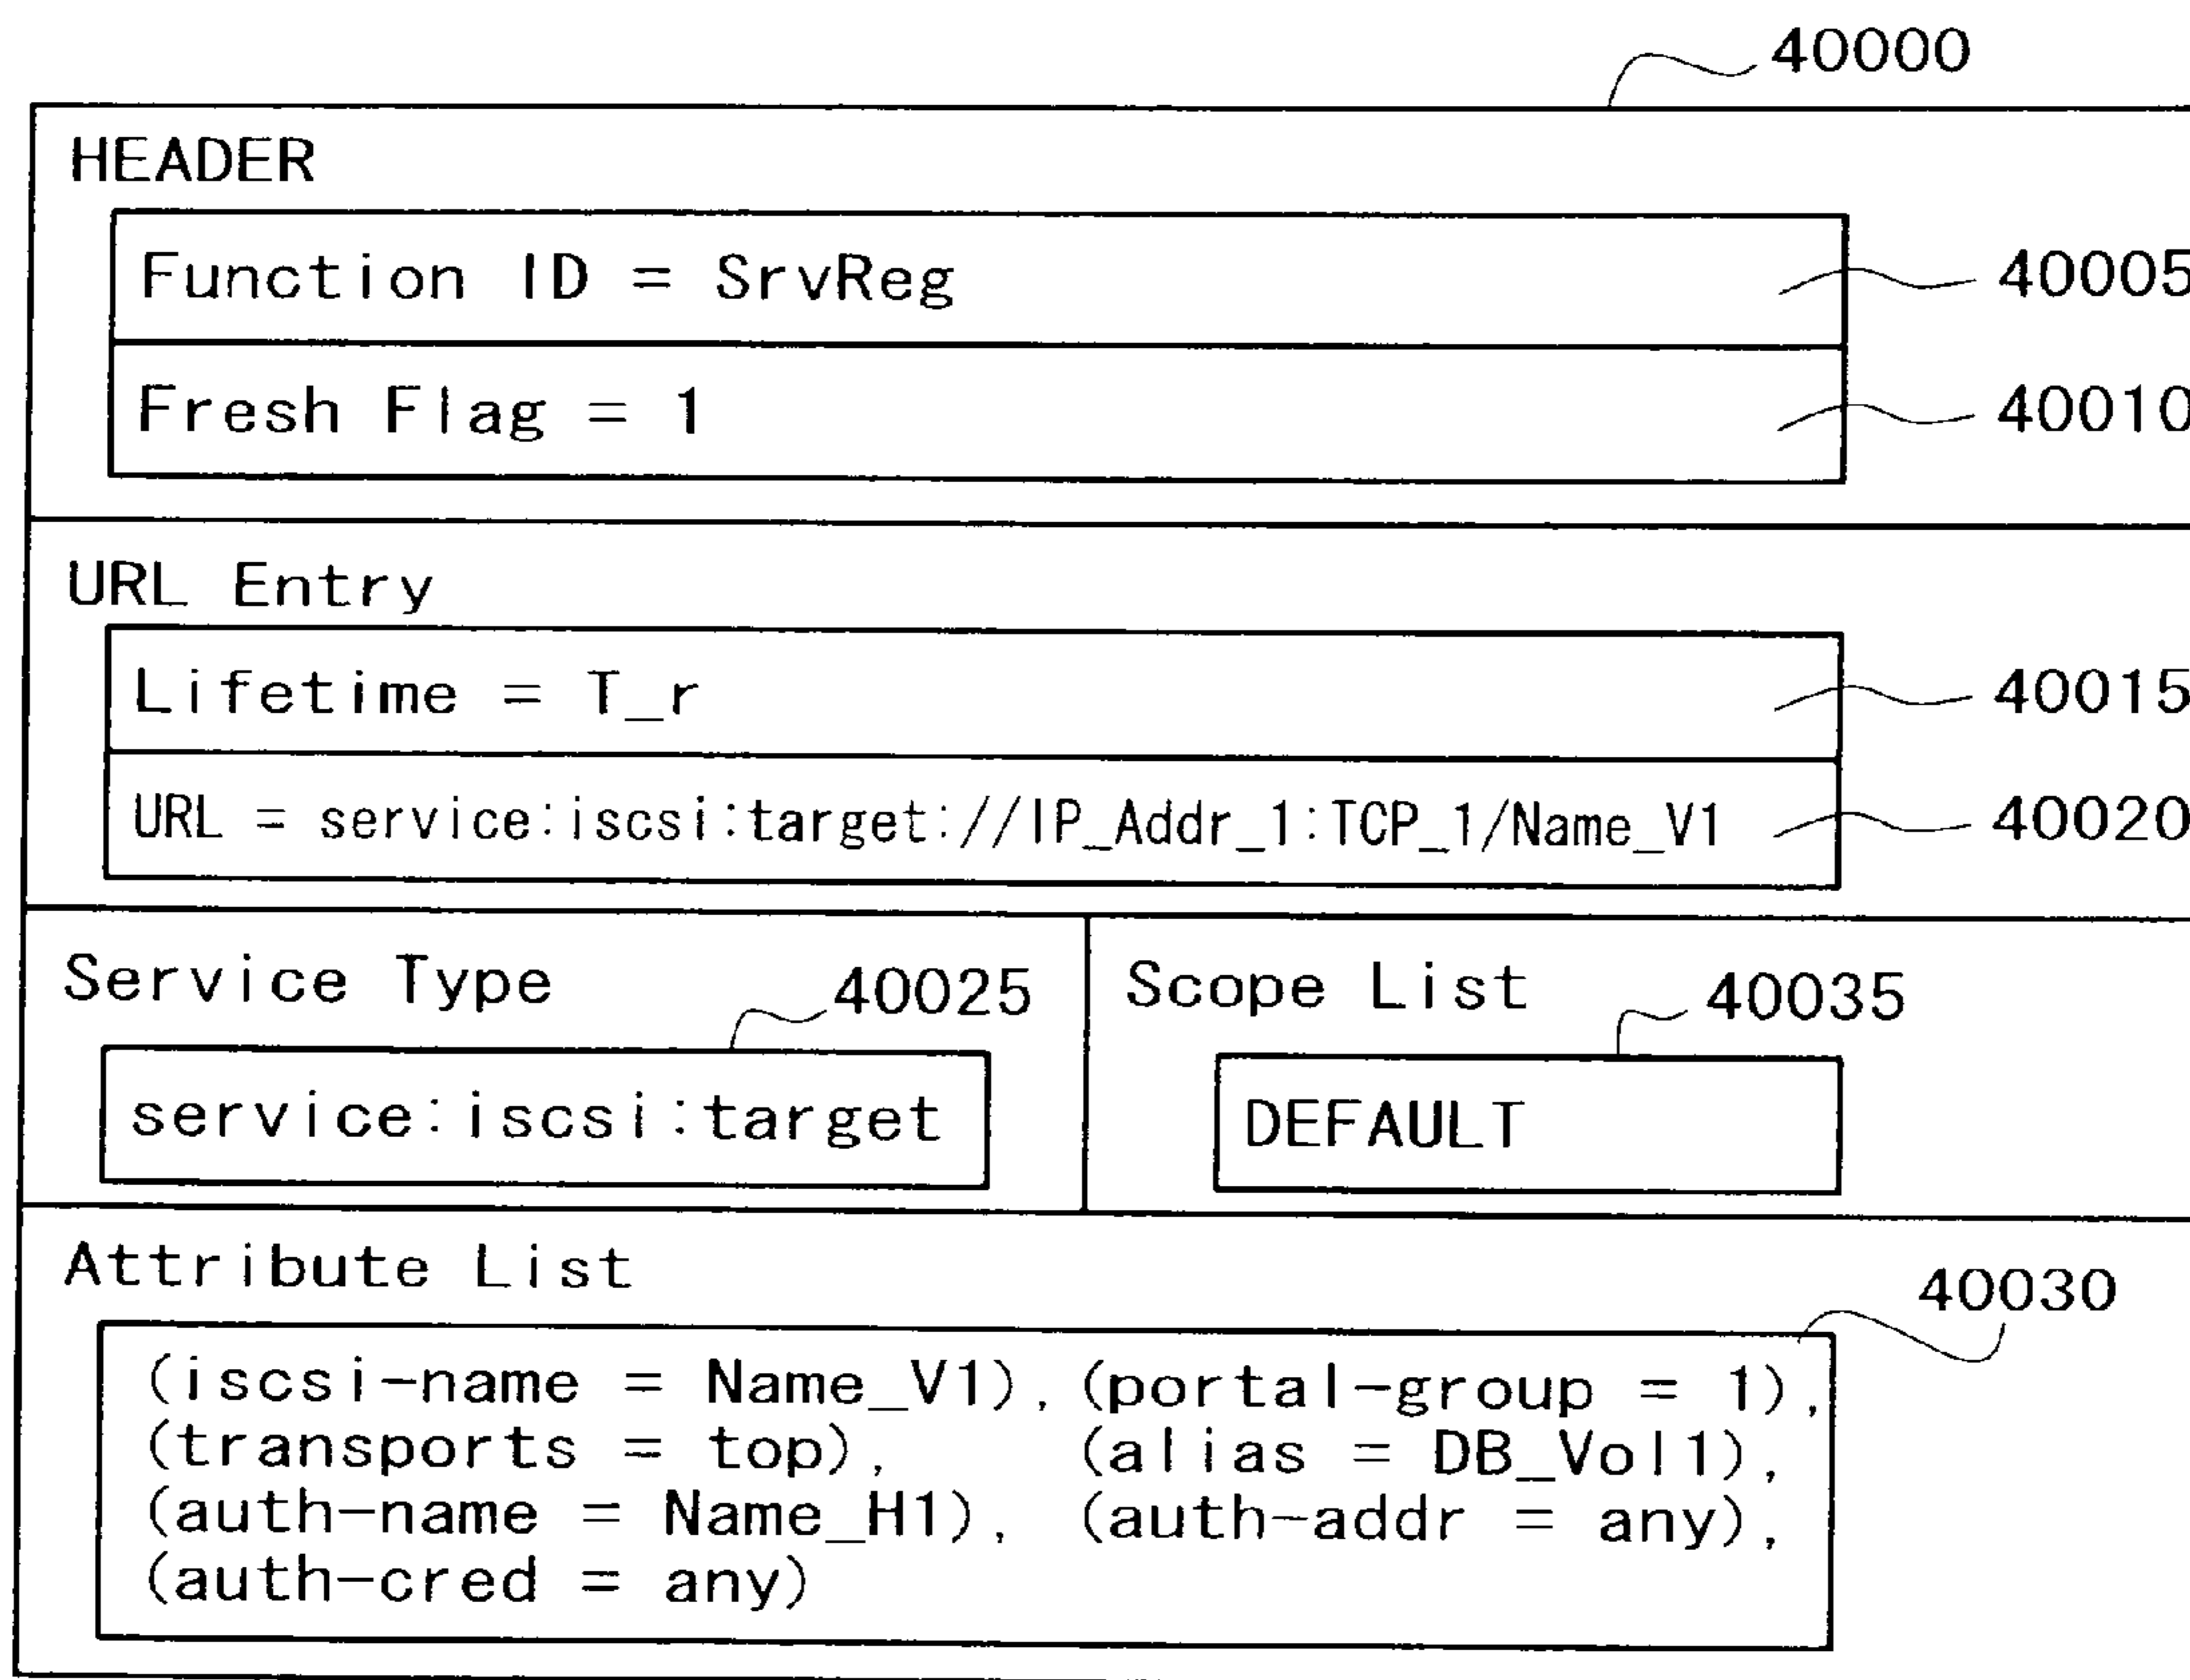 40000
HEADER
Function ID = SrvReg
40005
Fresh Flag = 1
40010
URL Entry
Lifetime = T_r
40015
URL = service:iscsi:target://IP_Addr_1:TCP_1/Name_V1
40020
Service Type
40025
service:iscsi:target
Scope List
40035
DEFAULT
Attribute List
40030
(iscsi-name = Name_V1), (portal-group = 1),
(transports = top), (alias = DB_Vol1),
(auth-name = Name_H1), (auth-addr = any),
(auth-cred = any)